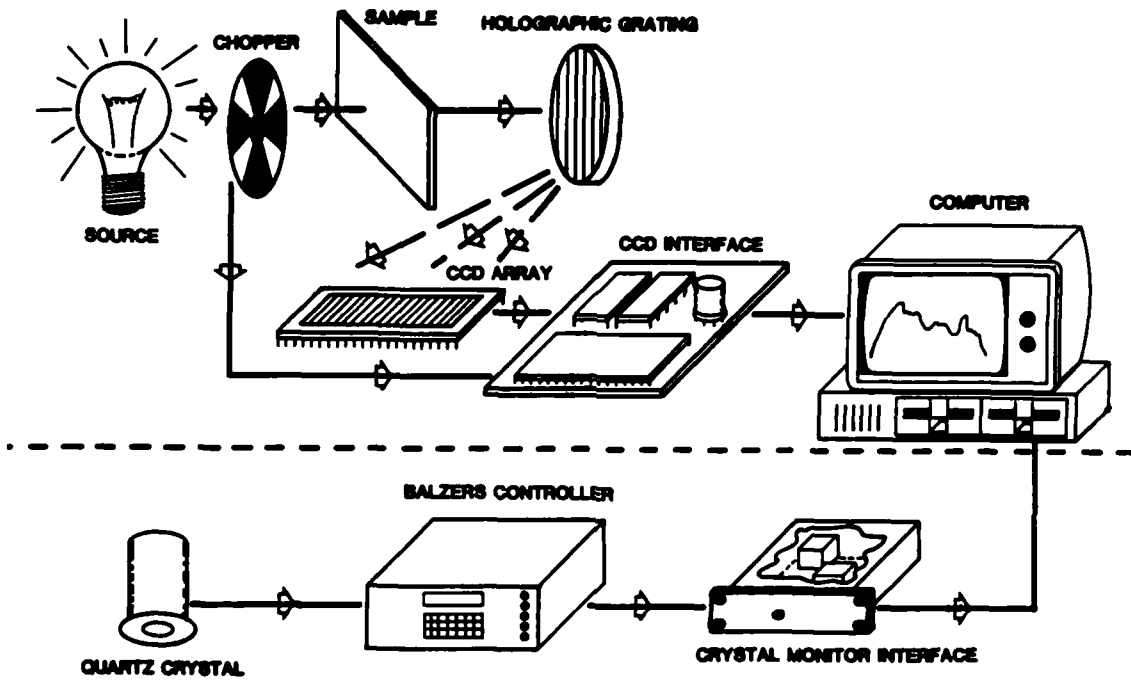 SAMPLE
HOLOGRAPHIC GRATING
CHOPPER
SOURCE
COMPUTER
CCD INTERFACE
CCD ARRAY
BALZERS CONTROLLER
QUARTZ CRYSTAL
CRYSTAL MONITOR INTERFACE